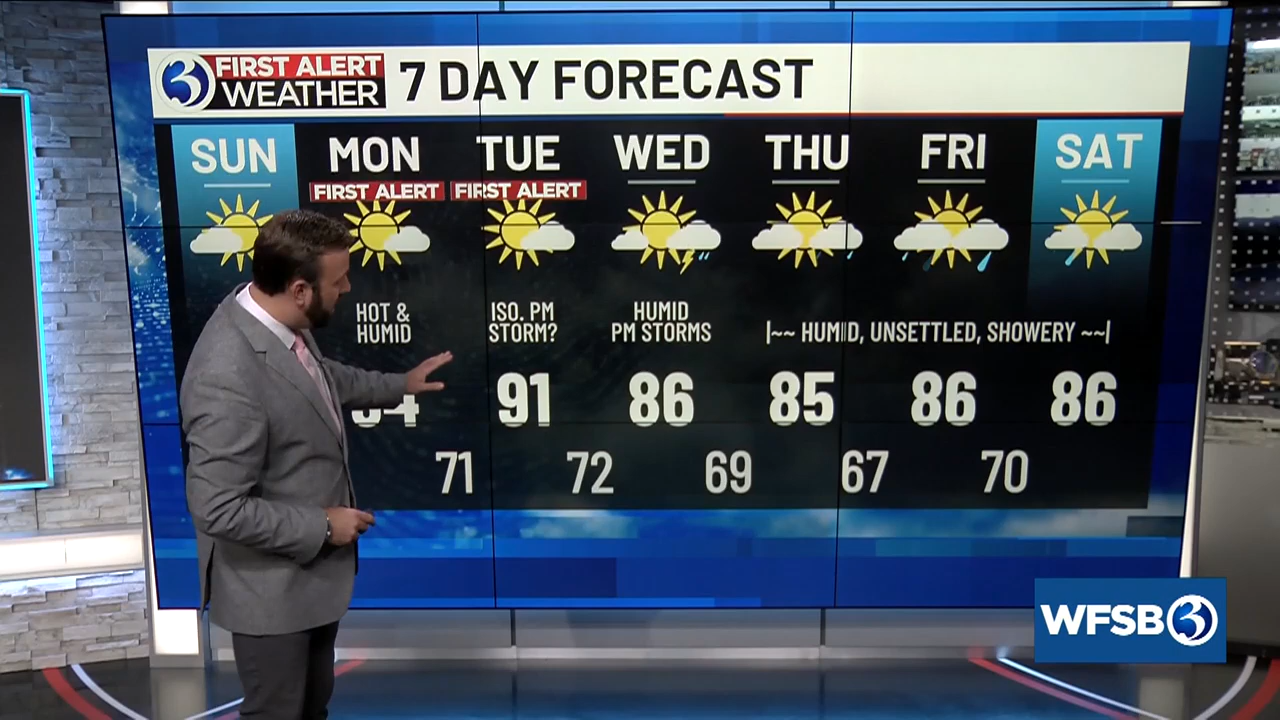 3 FIRST ALERT WEATHER 7 DAY FORECAST
SUN MON TUE WED THU FRI SAT
FIRST ALERT FIRST ALERT
HOT & HUMID
ISO. PM STORM?
HUMID PM STORMS
|~~ HUMID, UNSETTLED, SHOWERY ~~|
91 86 85 86 86
71 72 69 67 70
WFSB 3